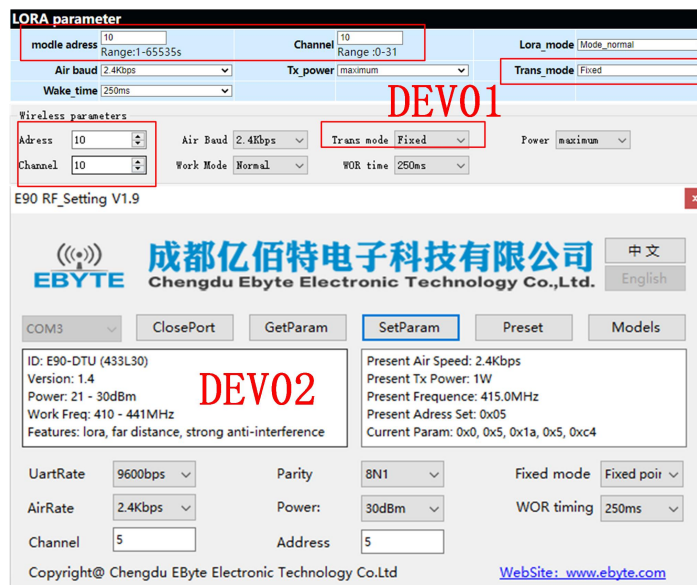 LORA parameter
modle adress 10 Channel 10 Lora_mode Mode_normal
Range:1-65535s Range :0-31
Air baud 2.4Kbps Tx_power maximum Trans_mode Fixed
Wake_time 250ms
DEV01
Wireless parameters
Adress 10 Air Baud 2.4Kbps Trans mode Fixed Power maximum
Channel 10 Work Mode Normal WOR time 250ms
E90 RF_Setting V1.9 x
EBYTE 成都亿佰特电子科技有限公司 中文
Chengdu Ebyte Electronic Technology Co.,Ltd. English
COM3 ClosePort GetParam SetParam Preset Models
ID: E90-DTU (433L30)
Version: 1.4
Power: 21 - 30dBm
Work Freq: 410 - 441MHz
Features: lora, far distance, strong anti-interference
DEV02
Present Air Speed: 2.4Kbps
Present Tx Power: 1W
Present Frequence: 415.0MHz
Present Adress Set: 0x05
Current Param: 0x0, 0x5, 0x1a, 0x5, 0xc4
UartRate 9600bps Parity 8N1 Fixed mode Fixed poir
AirRate 2.4Kbps Power: 30dBm WOR timing 250ms
Channel 5 Address 5
Copyright@ Chengdu EByte Electronic Technology Co.Ltd WebSite: www.ebyte.com